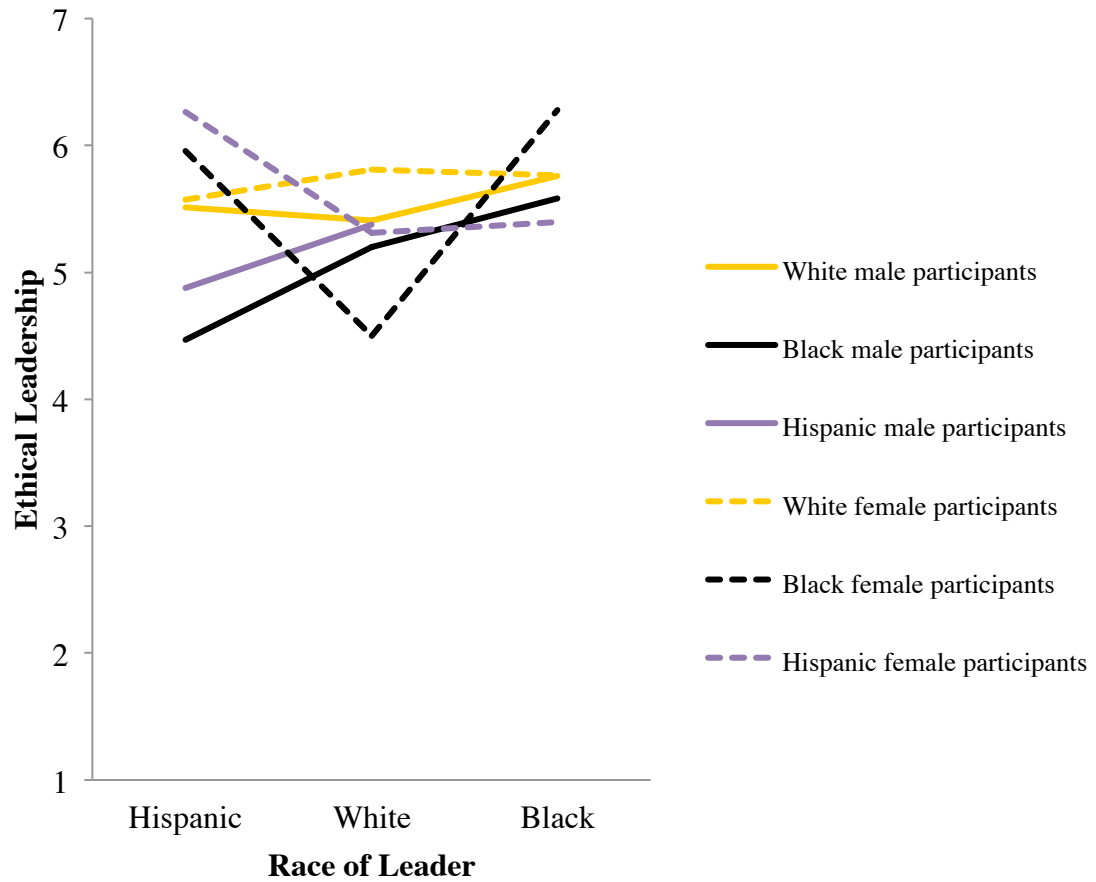 7
6
5
4
3
2
1
Ethical Leadership
Hispanic
White
Black
Race of Leader
White male participants
Black male participants
Hispanic male participants
White female participants
Black female participants
Hispanic female participants